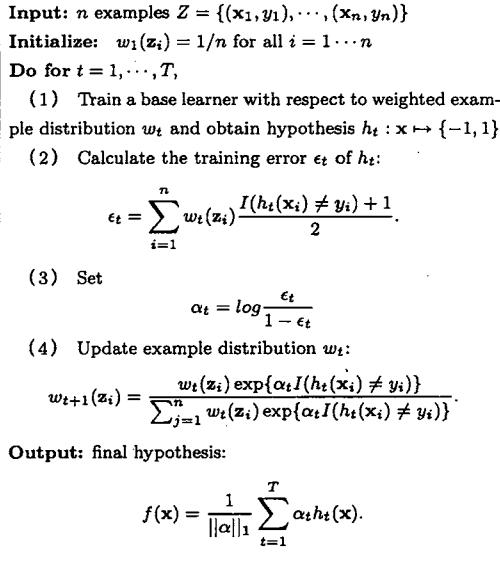 Input: n examples Z = {(x₁, y₁), ⋯, (xₙ, yₙ)}
Initialize: w₁(zᵢ) = 1/n for all i = 1 ⋯ n
Do for t = 1, ⋯, T,
(1) Train a base learner with respect to weighted exam-
ple distribution wₜ and obtain hypothesis hₜ : x ↦ {−1, 1}
(2) Calculate the training error ϵₜ of hₜ:
ϵₜ = ∑ᵢ₌₁ⁿ wₜ(zᵢ) (I(hₜ(xᵢ) ≠ yᵢ) + 1)/2.
(3) Set
αₜ = log ϵₜ/(1 − ϵₜ)
(4) Update example distribution wₜ:
wₜ₊₁(zᵢ) = wₜ(zᵢ) exp{αₜI(hₜ(xᵢ) ≠ yᵢ)} / ∑ⱼ₌₁ⁿ wₜ(zᵢ) exp{αₜI(hₜ(xᵢ) ≠ yᵢ)}.
Output: final hypothesis:
f(x) = 1/||α||₁ ∑ₜ₌₁ᵀ αₜhₜ(x).